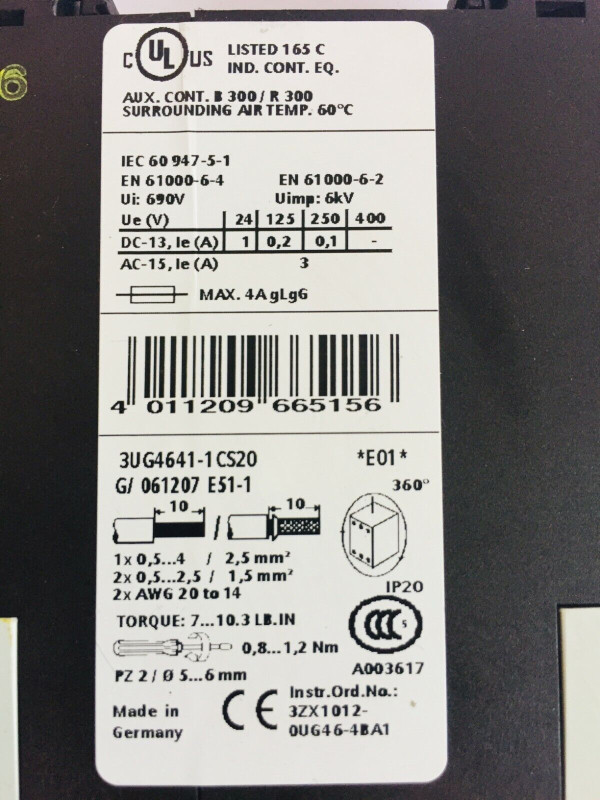 6
C UL US LISTED 165 C
IND. CONT. EQ.
AUX. CONT. B 300 / R 300
SURROUNDING AIR TEMP. 60°C
IEC 60 947-5-1
EN 61000-6-4 EN 61000-6-2
Ui: 690V Uimp: 6kV
Ue (V) 24 125 250 400
DC-13, Ie (A) 1 0,2 0,1 -
AC-15, Ie (A) 3
MAX. 4A gLgG
4 011209 665156
3UG4641-1CS20 *E01*
G/ 061207 E51-1 360°
10 10
1x 0,5...4 / 2,5 mm²
2x 0,5...2,5 / 1,5 mm²
2x AWG 20 to 14 IP20
TORQUE: 7...10.3 LB.IN
CCC S
0,8...1,2 Nm
PZ 2 / Ø 5...6 mm A003617
Made in
Germany
CE
Instr.Ord.No.:
3ZX1012-
0UG46-4BA1